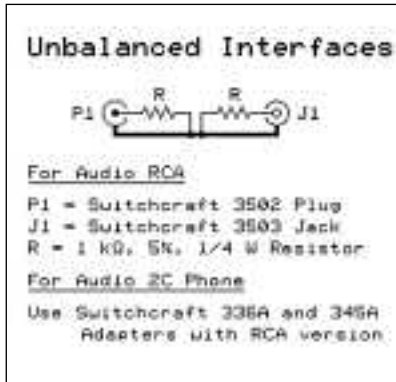 Unbalanced Interfaces
R R
P1 J1
For Audio RCA
P1 = Switchcraft 3502 Plug
J1 = Switchcraft 3503 Jack
R = 1 kΩ, 5%, 1/4 W Resistor
For Audio 2C Phone
Use Switchcraft 336A and 345A
Adapters with RCA version